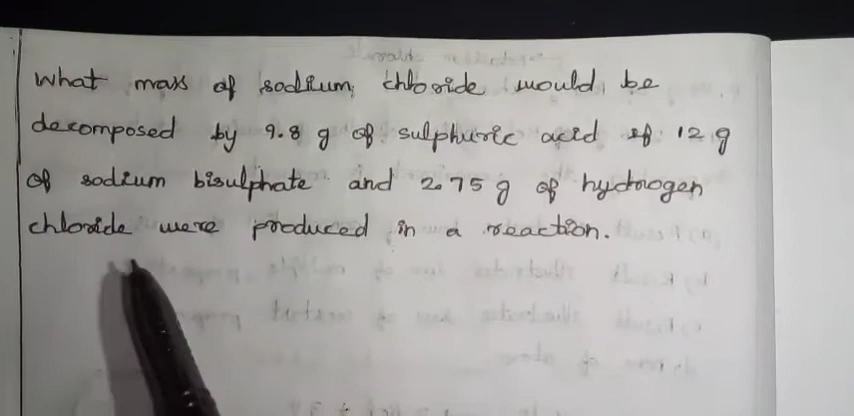 What mass of sodium chloride would be
decomposed by 9.8 g of sulphuric acid if 12 g
of sodium bisulphate and 2.75 g of hydrogen
chloride were produced in a reaction.